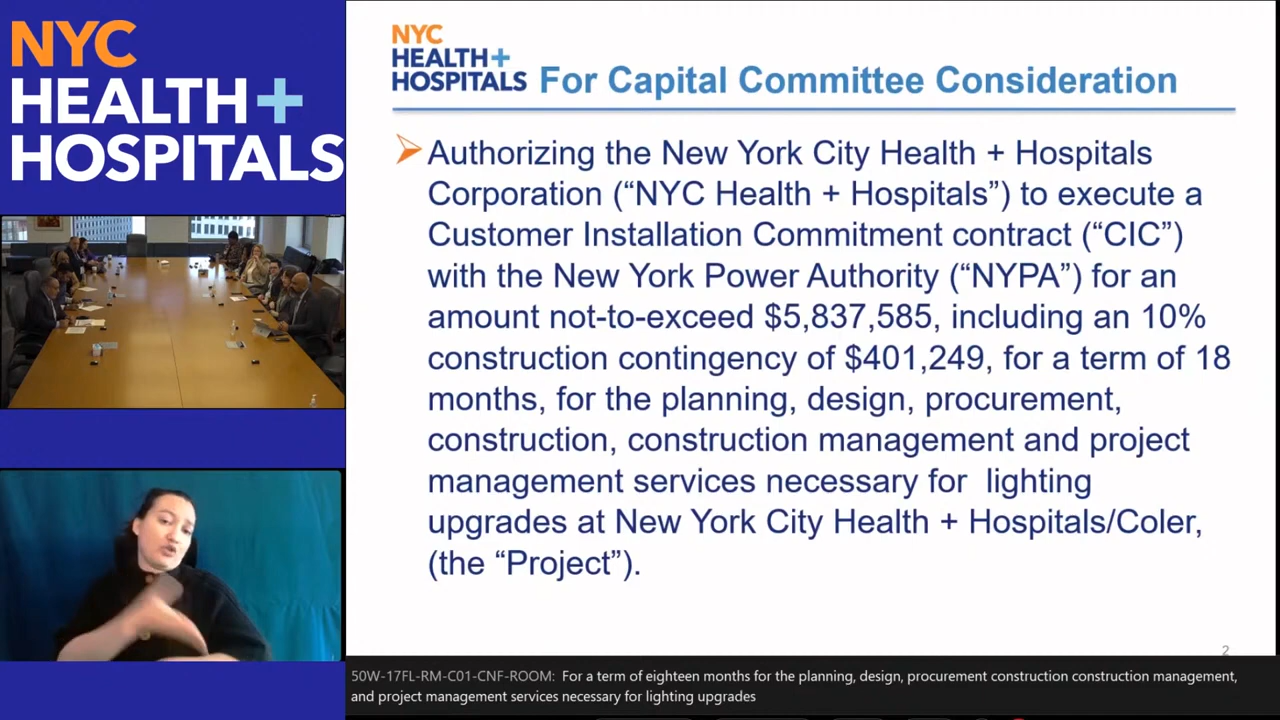 NYC
HEALTH+
HOSPITALS
NYC
HEALTH+
HOSPITALS
For Capital Committee Consideration
Authorizing the New York City Health + Hospitals
Corporation (“NYC Health + Hospitals”) to execute a
Customer Installation Commitment contract (“CIC”)
with the New York Power Authority (“NYPA”) for an
amount not-to-exceed $5,837,585, including an 10%
construction contingency of $401,249, for a term of 18
months, for the planning, design, procurement,
construction, construction management and project
management services necessary for  lighting
upgrades at New York City Health + Hospitals/Coler,
(the “Project”).
2
50W-17FL-RM-C01-CNF-ROOM: For a term of eighteen months for the planning, design, procurement construction construction management,
and project management services necessary for lighting upgrades